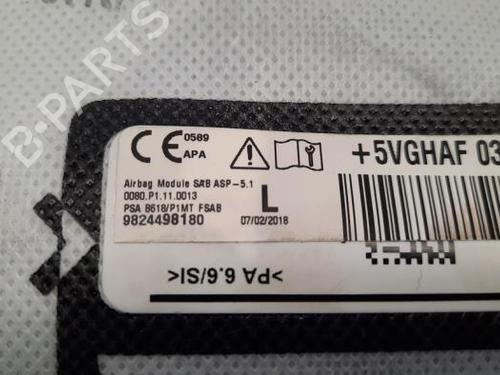 B-PARTS
CE 0589
APA
+5VGHAF 03
Airbag Module SAB ASP-5.1
0080.P1.11.0013
PSA B618/P1MT FSAB
9824498180
L
07/02/2018
>PA 6.6/SI<